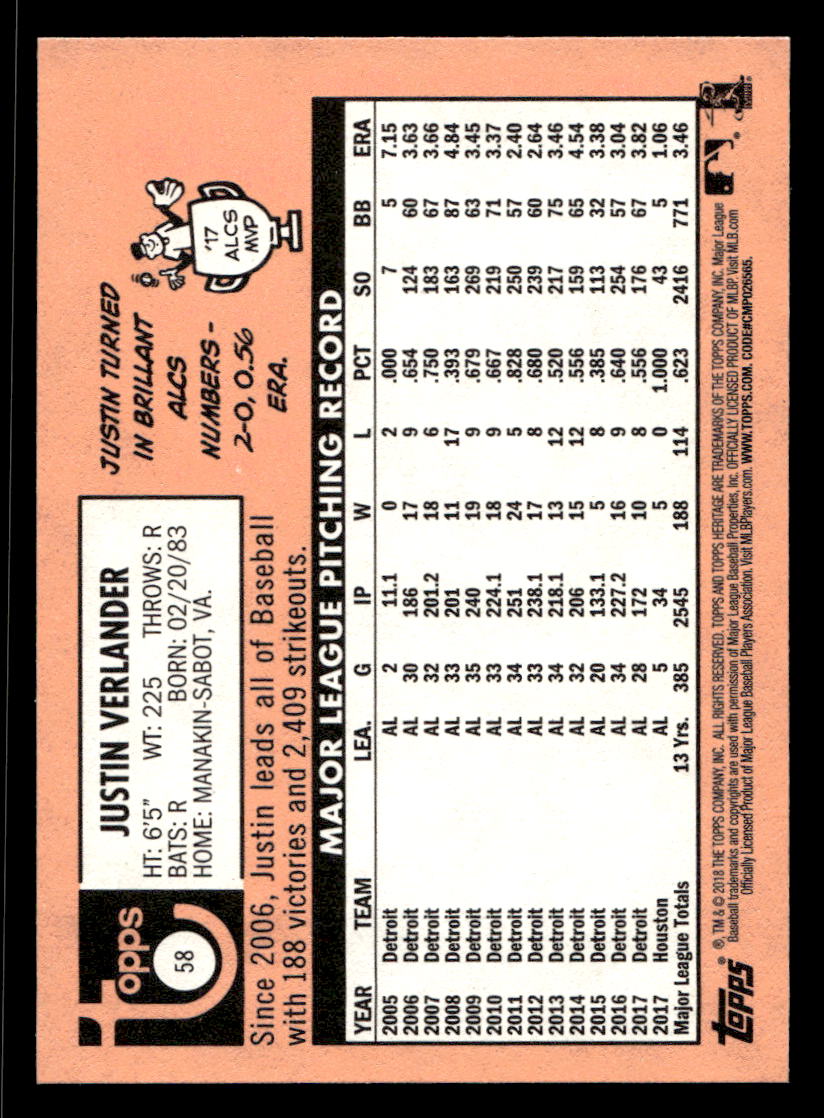 topps
58
JUSTIN VERLANDER
HT: 6'5" WT: 225 THROWS: R
BATS: R BORN: 02/20/83
HOME: MANAKIN-SABOT, VA.
JUSTIN TURNED
IN BRILLANT
ALCS
NUMBERS -
2-0, 0.56
ERA.
'17
ALCS
MVP
Since 2006, Justin leads all of Baseball
with 188 victories and 2,409 strikeouts.
MAJOR LEAGUE PITCHING RECORD
YEAR TEAM LEA. G IP W L PCT SO BB ERA
2005 Detroit AL 2 11.1 0 2 .000 7 5 7.15
2006 Detroit AL 30 186 17 9 .654 124 60 3.63
2007 Detroit AL 32 201.2 18 6 .750 183 67 3.66
2008 Detroit AL 33 201 11 17 .393 163 87 4.84
2009 Detroit AL 35 240 19 9 .679 269 63 3.45
2010 Detroit AL 33 224.1 18 9 .667 219 71 3.37
2011 Detroit AL 34 251 24 5 .828 250 57 2.40
2012 Detroit AL 33 238.1 17 8 .680 239 60 2.64
2013 Detroit AL 34 218.1 13 12 .520 217 75 3.46
2014 Detroit AL 32 206 15 12 .556 159 65 4.54
2015 Detroit AL 20 133.1 5 8 .385 113 32 3.38
2016 Detroit AL 34 227.2 16 9 .640 254 57 3.04
2017 Detroit AL 28 172 10 8 .556 176 67 3.82
2017 Houston AL 5 34 5 0 1.000 43 5 1.06
Major League Totals 13 Yrs. 385 2545 188 114 .623 2416 771 3.46
topps ®, TM & © 2018 THE TOPPS COMPANY, INC. ALL RIGHTS RESERVED. TOPPS AND TOPPS HERITAGE ARE TRADEMARKS OF THE TOPPS COMPANY, INC. Major League
Baseball trademarks and copyrights are used with permission of Major League Baseball Properties, Inc. OFFICIALLY LICENSED PRODUCT OF MLBP. Visit MLB.com
Officially Licensed Product of Major League Baseball Players Association. Visit MLBPlayers.com. WWW.TOPPS.COM. CODE#CMP026565.